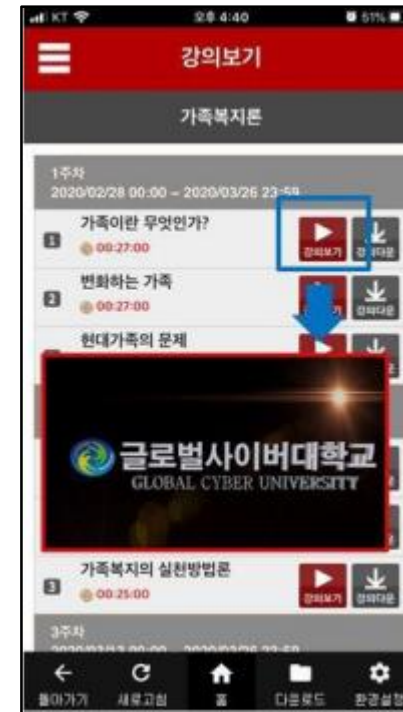 KT 오후 4:40 51%
강의보기
가족복지론
1주차
2020/02/28 00:00 ~ 2020/03/26 23:59
1 가족이란 무엇인가? 강의보기 강의다운
00:27:00
2 변화하는 가족
00:27:00
현대가족의 문제
글로벌사이버대학교
GLOBAL CYBER UNIVERSITY
3 가족복지의 실천방법론 강의보기 강의다운
00:25:00
3주차
돌아가기 새로고침 홈 다운로드 환경설정